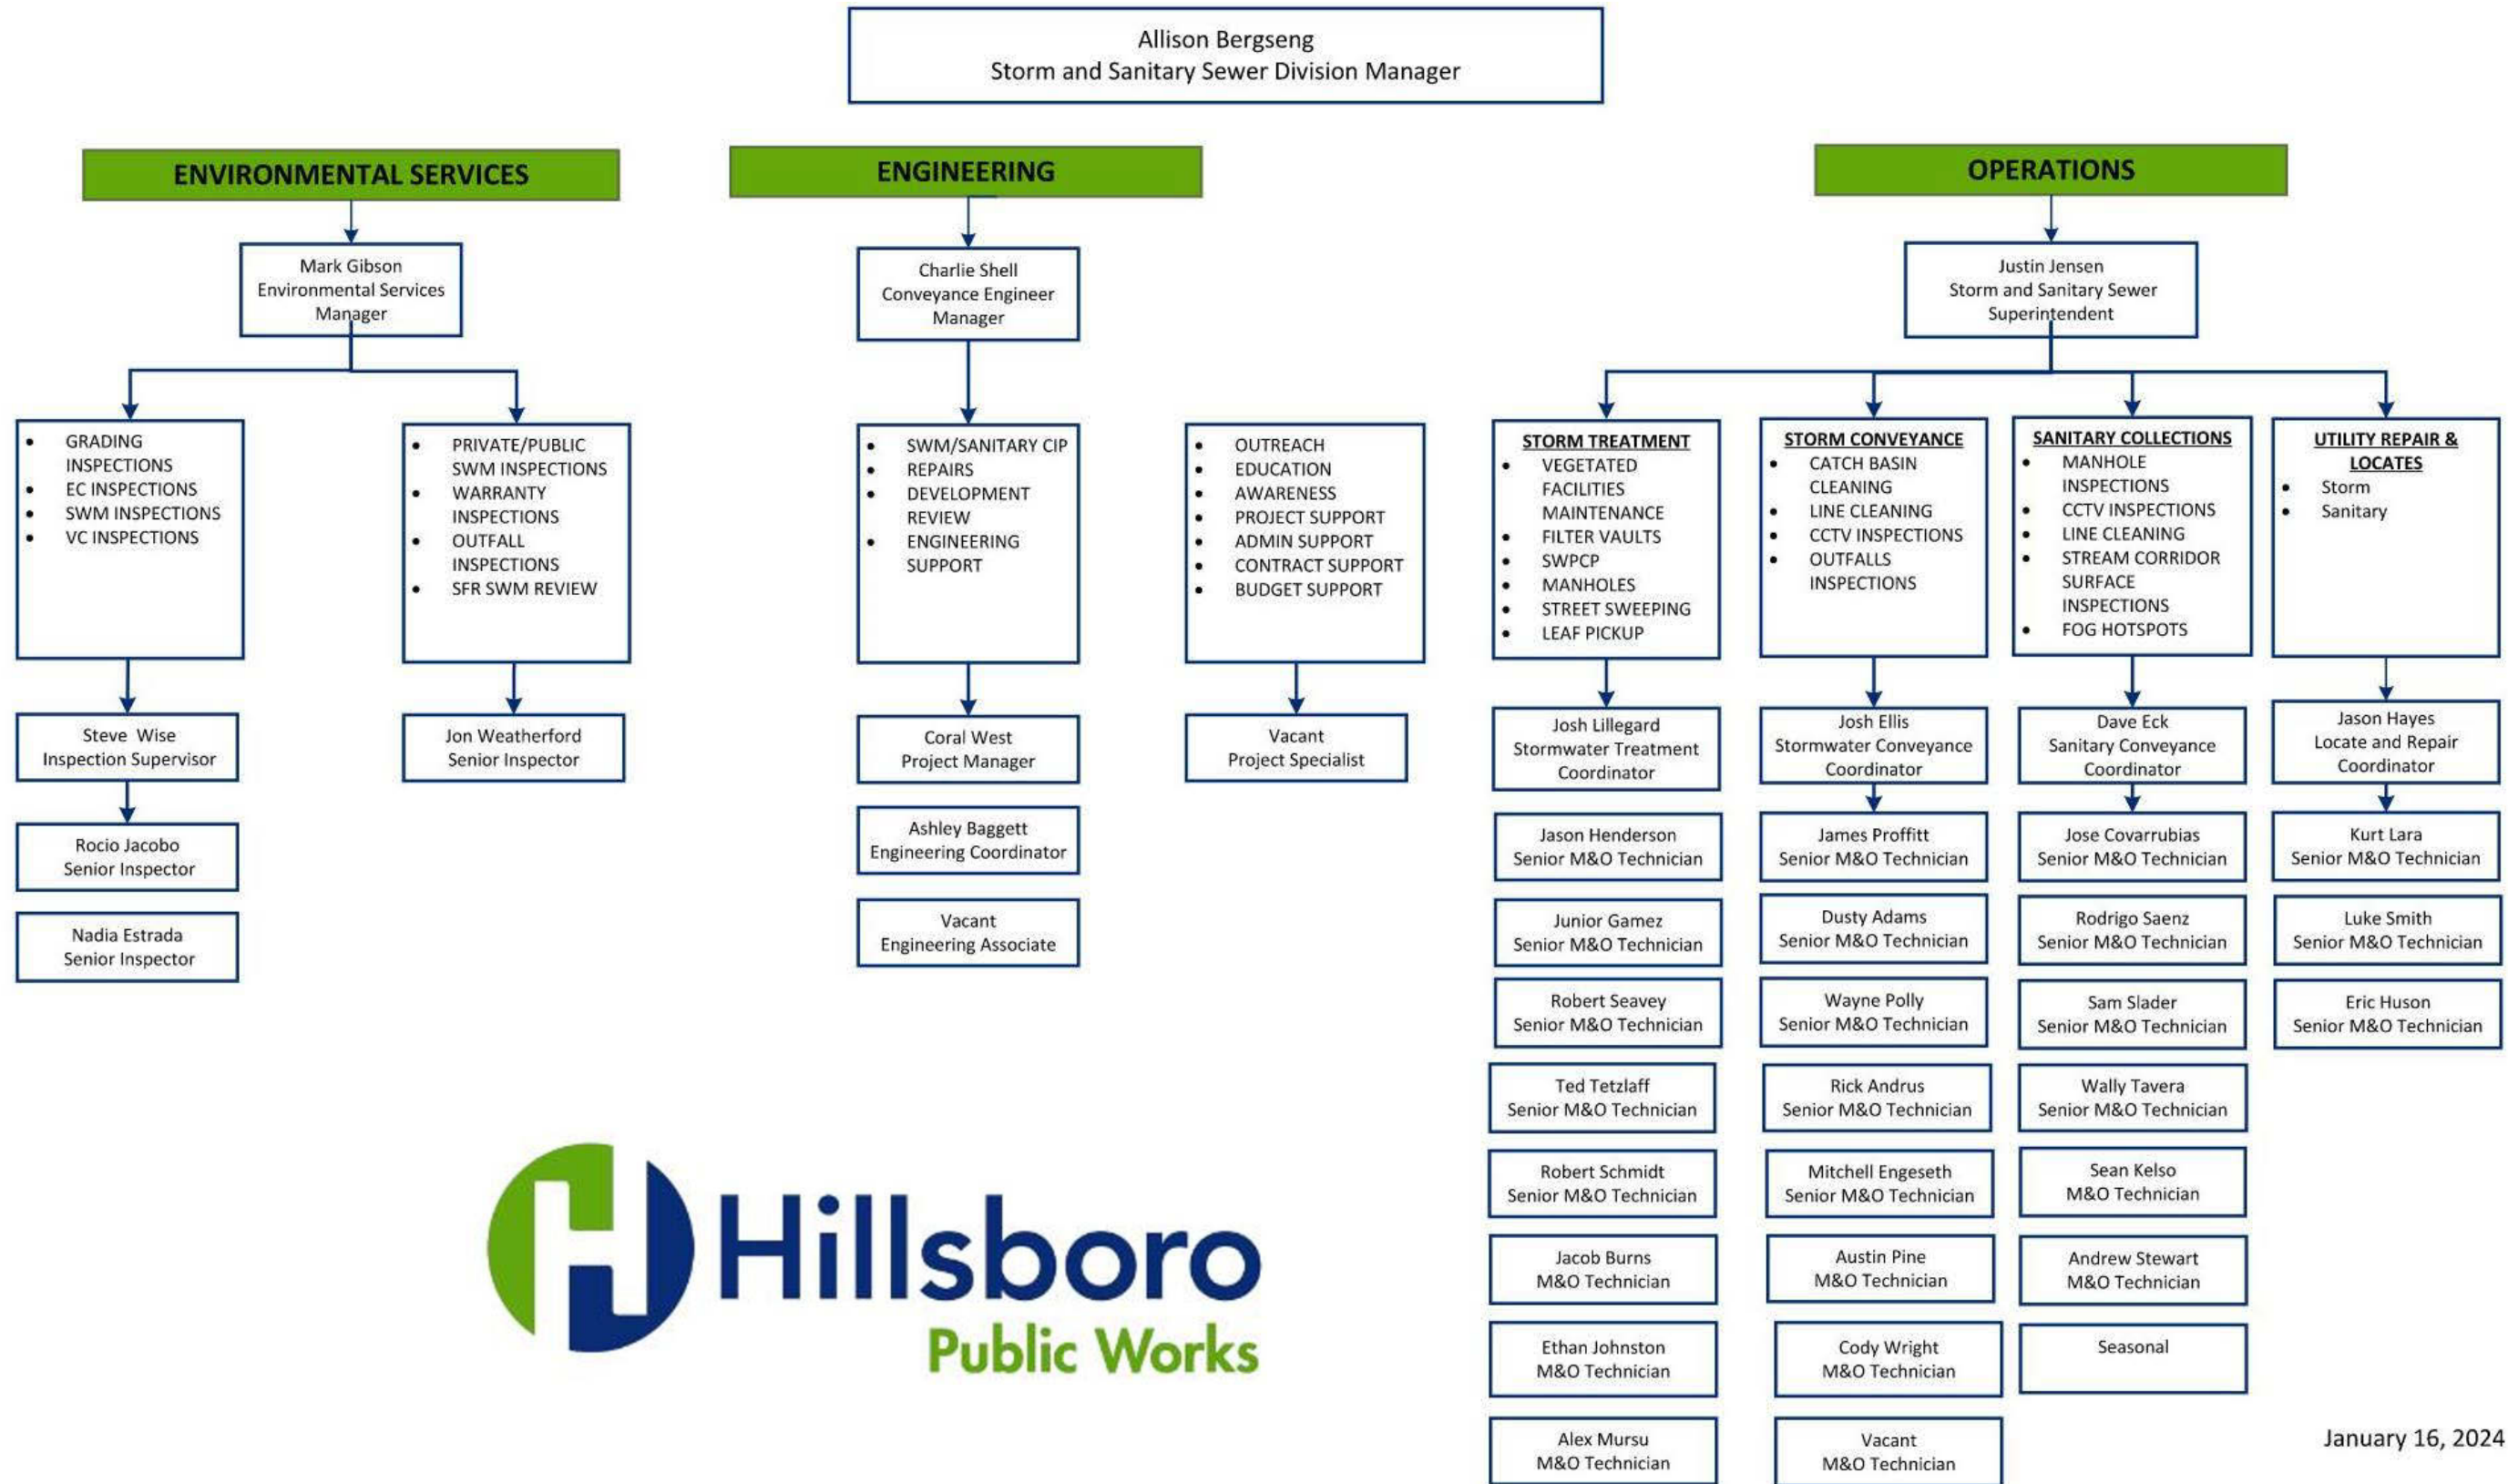 Allison Bergseng
Storm and Sanitary Sewer Division Manager
ENVIRONMENTAL SERVICES
Mark Gibson
Environmental Services
Manager
• GRADING
INSPECTIONS
• EC INSPECTIONS
• SWM INSPECTIONS
• VC INSPECTIONS
Steve Wise
Inspection Supervisor
Rocio Jacobo
Senior Inspector
Nadia Estrada
Senior Inspector
• PRIVATE/PUBLIC
SWM INSPECTIONS
• WARRANTY
INSPECTIONS
• OUTFALL
INSPECTIONS
• SFR SWM REVIEW
Jon Weatherford
Senior Inspector
ENGINEERING
Charlie Shell
Conveyance Engineer
Manager
• SWM/SANITARY CIP
• REPAIRS
• DEVELOPMENT
REVIEW
• ENGINEERING
SUPPORT
Coral West
Project Manager
Ashley Baggett
Engineering Coordinator
Vacant
Engineering Associate
• OUTREACH
• EDUCATION
• AWARENESS
• PROJECT SUPPORT
• ADMIN SUPPORT
• CONTRACT SUPPORT
• BUDGET SUPPORT
Vacant
Project Specialist
OPERATIONS
Justin Jensen
Storm and Sanitary Sewer
Superintendent
STORM TREATMENT
• VEGETATED
FACILITIES
MAINTENANCE
• FILTER VAULTS
• SWPCP
• MANHOLES
• STREET SWEEPING
• LEAF PICKUP
Josh Lillegard
Stormwater Treatment
Coordinator
Jason Henderson
Senior M&O Technician
Junior Gamez
Senior M&O Technician
Robert Seavey
Senior M&O Technician
Ted Tetzlaff
Senior M&O Technician
Robert Schmidt
Senior M&O Technician
Jacob Burns
M&O Technician
Ethan Johnston
M&O Technician
Alex Mursu
M&O Technician
STORM CONVEYANCE
• CATCH BASIN
CLEANING
• LINE CLEANING
• CCTV INSPECTIONS
• OUTFALLS
INSPECTIONS
Josh Ellis
Stormwater Conveyance
Coordinator
James Proffitt
Senior M&O Technician
Dusty Adams
Senior M&O Technician
Wayne Polly
Senior M&O Technician
Rick Andrus
Senior M&O Technician
Mitchell Engeseth
Senior M&O Technician
Austin Pine
M&O Technician
Cody Wright
M&O Technician
Vacant
M&O Technician
SANITARY COLLECTIONS
• MANHOLE
INSPECTIONS
• CCTV INSPECTIONS
• LINE CLEANING
• STREAM CORRIDOR
SURFACE
INSPECTIONS
• FOG HOTSPOTS
Dave Eck
Sanitary Conveyance
Coordinator
Jose Covarrubias
Senior M&O Technician
Rodrigo Saenz
Senior M&O Technician
Sam Slader
Senior M&O Technician
Wally Tavera
Senior M&O Technician
Sean Kelso
M&O Technician
Andrew Stewart
M&O Technician
Seasonal
UTILITY REPAIR &
LOCATES
• Storm
• Sanitary
Jason Hayes
Locate and Repair
Coordinator
Kurt Lara
Senior M&O Technician
Luke Smith
Senior M&O Technician
Eric Huson
Senior M&O Technician
Hillsboro
Public Works
January 16, 2024